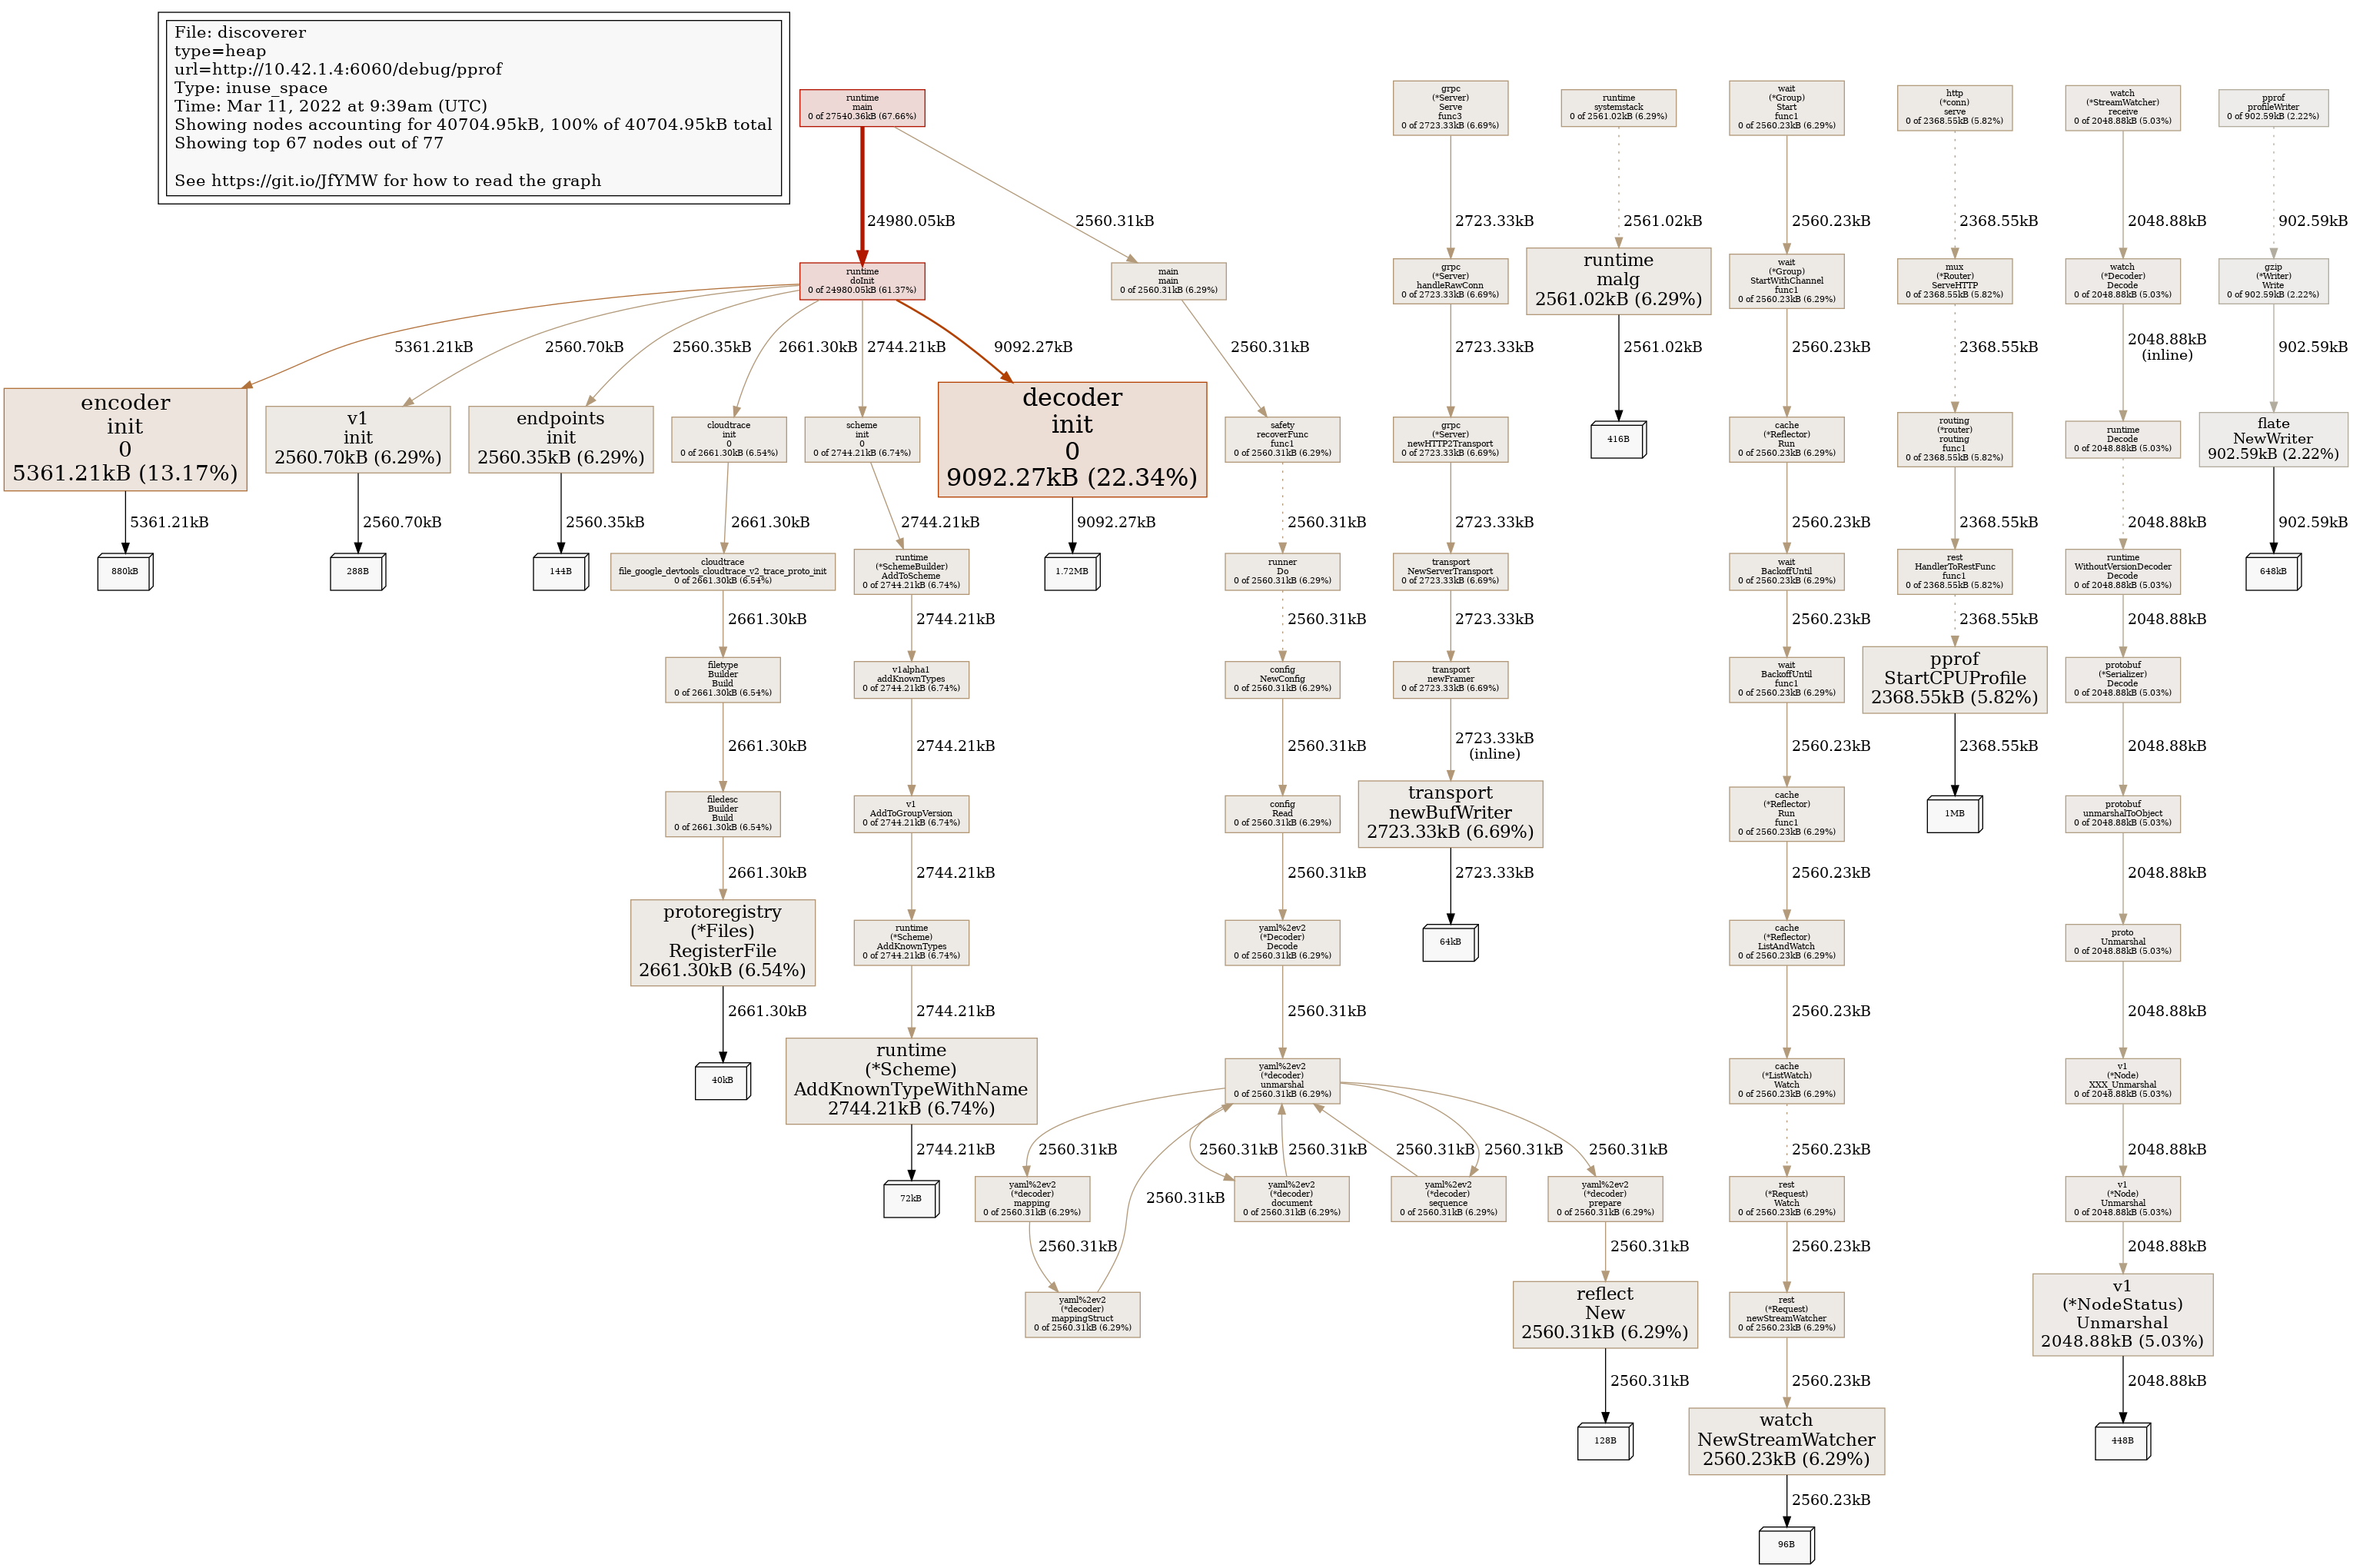 File: discoverer
type=heap
url=http://10.42.1.4:6060/debug/pprof
Type: inuse_space
Time: Mar 11, 2022 at 9:39am (UTC)
Showing nodes accounting for 40704.95kB, 100% of 40704.95kB total
Showing top 67 nodes out of 77
See https://git.io/JfYMW for how to read the graph
runtime
main
0 of 27540.36kB (67.66%)
24980.05kB
2560.31kB
runtime
doInit
0 of 24980.05kB (61.37%)
main
main
0 of 2560.31kB (6.29%)
5361.21kB
2560.70kB
2560.35kB
2661.30kB
2744.21kB
9092.27kB
encoder
init
0
5361.21kB (13.17%)
5361.21kB
880kB
v1
init
2560.70kB (6.29%)
2560.70kB
288B
endpoints
init
2560.35kB (6.29%)
2560.35kB
144B
cloudtrace
init
0
0 of 2661.30kB (6.54%)
2661.30kB
cloudtrace
file_google_devtools_cloudtrace_v2_trace_proto_init
0 of 2661.30kB (6.54%)
2661.30kB
filetype
Builder
Build
0 of 2661.30kB (6.54%)
2661.30kB
filedesc
Builder
Build
0 of 2661.30kB (6.54%)
2661.30kB
protoregistry
(*Files)
RegisterFile
2661.30kB (6.54%)
2661.30kB
40kB
scheme
init
0
0 of 2744.21kB (6.74%)
2744.21kB
runtime
(*SchemeBuilder)
AddToScheme
0 of 2744.21kB (6.74%)
2744.21kB
v1alpha1
addKnownTypes
0 of 2744.21kB (6.74%)
2744.21kB
v1
AddToGroupVersion
0 of 2744.21kB (6.74%)
2744.21kB
runtime
(*Scheme)
AddKnownTypes
0 of 2744.21kB (6.74%)
2744.21kB
runtime
(*Scheme)
AddKnownTypeWithName
2744.21kB (6.74%)
2744.21kB
72kB
decoder
init
0
9092.27kB (22.34%)
9092.27kB
1.72MB
2560.31kB
safety
recoverFunc
func1
0 of 2560.31kB (6.29%)
2560.31kB
runner
Do
0 of 2560.31kB (6.29%)
2560.31kB
config
NewConfig
0 of 2560.31kB (6.29%)
2560.31kB
config
Read
0 of 2560.31kB (6.29%)
2560.31kB
yaml%2ev2
(*Decoder)
Decode
0 of 2560.31kB (6.29%)
2560.31kB
yaml%2ev2
(*decoder)
unmarshal
0 of 2560.31kB (6.29%)
2560.31kB
2560.31kB
2560.31kB
2560.31kB
2560.31kB
2560.31kB
yaml%2ev2
(*decoder)
mapping
0 of 2560.31kB (6.29%)
2560.31kB
2560.31kB
yaml%2ev2
(*decoder)
document
0 of 2560.31kB (6.29%)
yaml%2ev2
(*decoder)
sequence
0 of 2560.31kB (6.29%)
yaml%2ev2
(*decoder)
prepare
0 of 2560.31kB (6.29%)
2560.31kB
yaml%2ev2
(*decoder)
mappingStruct
0 of 2560.31kB (6.29%)
reflect
New
2560.31kB (6.29%)
2560.31kB
128B
grpc
(*Server)
Serve
func3
0 of 2723.33kB (6.69%)
2723.33kB
grpc
(*Server)
handleRawConn
0 of 2723.33kB (6.69%)
2723.33kB
grpc
(*Server)
newHTTP2Transport
0 of 2723.33kB (6.69%)
2723.33kB
transport
NewServerTransport
0 of 2723.33kB (6.69%)
2723.33kB
transport
newFramer
0 of 2723.33kB (6.69%)
2723.33kB
(inline)
transport
newBufWriter
2723.33kB (6.69%)
2723.33kB
64kB
runtime
systemstack
0 of 2561.02kB (6.29%)
2561.02kB
runtime
malg
2561.02kB (6.29%)
2561.02kB
416B
wait
(*Group)
Start
func1
0 of 2560.23kB (6.29%)
2560.23kB
wait
(*Group)
StartWithChannel
func1
0 of 2560.23kB (6.29%)
2560.23kB
cache
(*Reflector)
Run
0 of 2560.23kB (6.29%)
2560.23kB
wait
BackoffUntil
0 of 2560.23kB (6.29%)
2560.23kB
wait
BackoffUntil
func1
0 of 2560.23kB (6.29%)
2560.23kB
cache
(*Reflector)
Run
func1
0 of 2560.23kB (6.29%)
2560.23kB
cache
(*Reflector)
ListAndWatch
0 of 2560.23kB (6.29%)
2560.23kB
cache
(*ListWatch)
Watch
0 of 2560.23kB (6.29%)
2560.23kB
rest
(*Request)
Watch
0 of 2560.23kB (6.29%)
2560.23kB
rest
(*Request)
newStreamWatcher
0 of 2560.23kB (6.29%)
2560.23kB
watch
NewStreamWatcher
2560.23kB (6.29%)
2560.23kB
96B
http
(*conn)
serve
0 of 2368.55kB (5.82%)
2368.55kB
mux
(*Router)
ServeHTTP
0 of 2368.55kB (5.82%)
2368.55kB
routing
(*router)
routing
func1
0 of 2368.55kB (5.82%)
2368.55kB
rest
HandlerToRestFunc
func1
0 of 2368.55kB (5.82%)
2368.55kB
pprof
StartCPUProfile
2368.55kB (5.82%)
2368.55kB
1MB
watch
(*StreamWatcher)
receive
0 of 2048.88kB (5.03%)
2048.88kB
watch
(*Decoder)
Decode
0 of 2048.88kB (5.03%)
2048.88kB
(inline)
runtime
Decode
0 of 2048.88kB (5.03%)
2048.88kB
runtime
WithoutVersionDecoder
Decode
0 of 2048.88kB (5.03%)
2048.88kB
protobuf
(*Serializer)
Decode
0 of 2048.88kB (5.03%)
2048.88kB
protobuf
unmarshalToObject
0 of 2048.88kB (5.03%)
2048.88kB
proto
Unmarshal
0 of 2048.88kB (5.03%)
2048.88kB
v1
(*Node)
XXX_Unmarshal
0 of 2048.88kB (5.03%)
2048.88kB
v1
(*Node)
Unmarshal
0 of 2048.88kB (5.03%)
2048.88kB
v1
(*NodeStatus)
Unmarshal
2048.88kB (5.03%)
2048.88kB
448B
pprof
profileWriter
0 of 902.59kB (2.22%)
902.59kB
gzip
(*Writer)
Write
0 of 902.59kB (2.22%)
902.59kB
flate
NewWriter
902.59kB (2.22%)
902.59kB
648kB